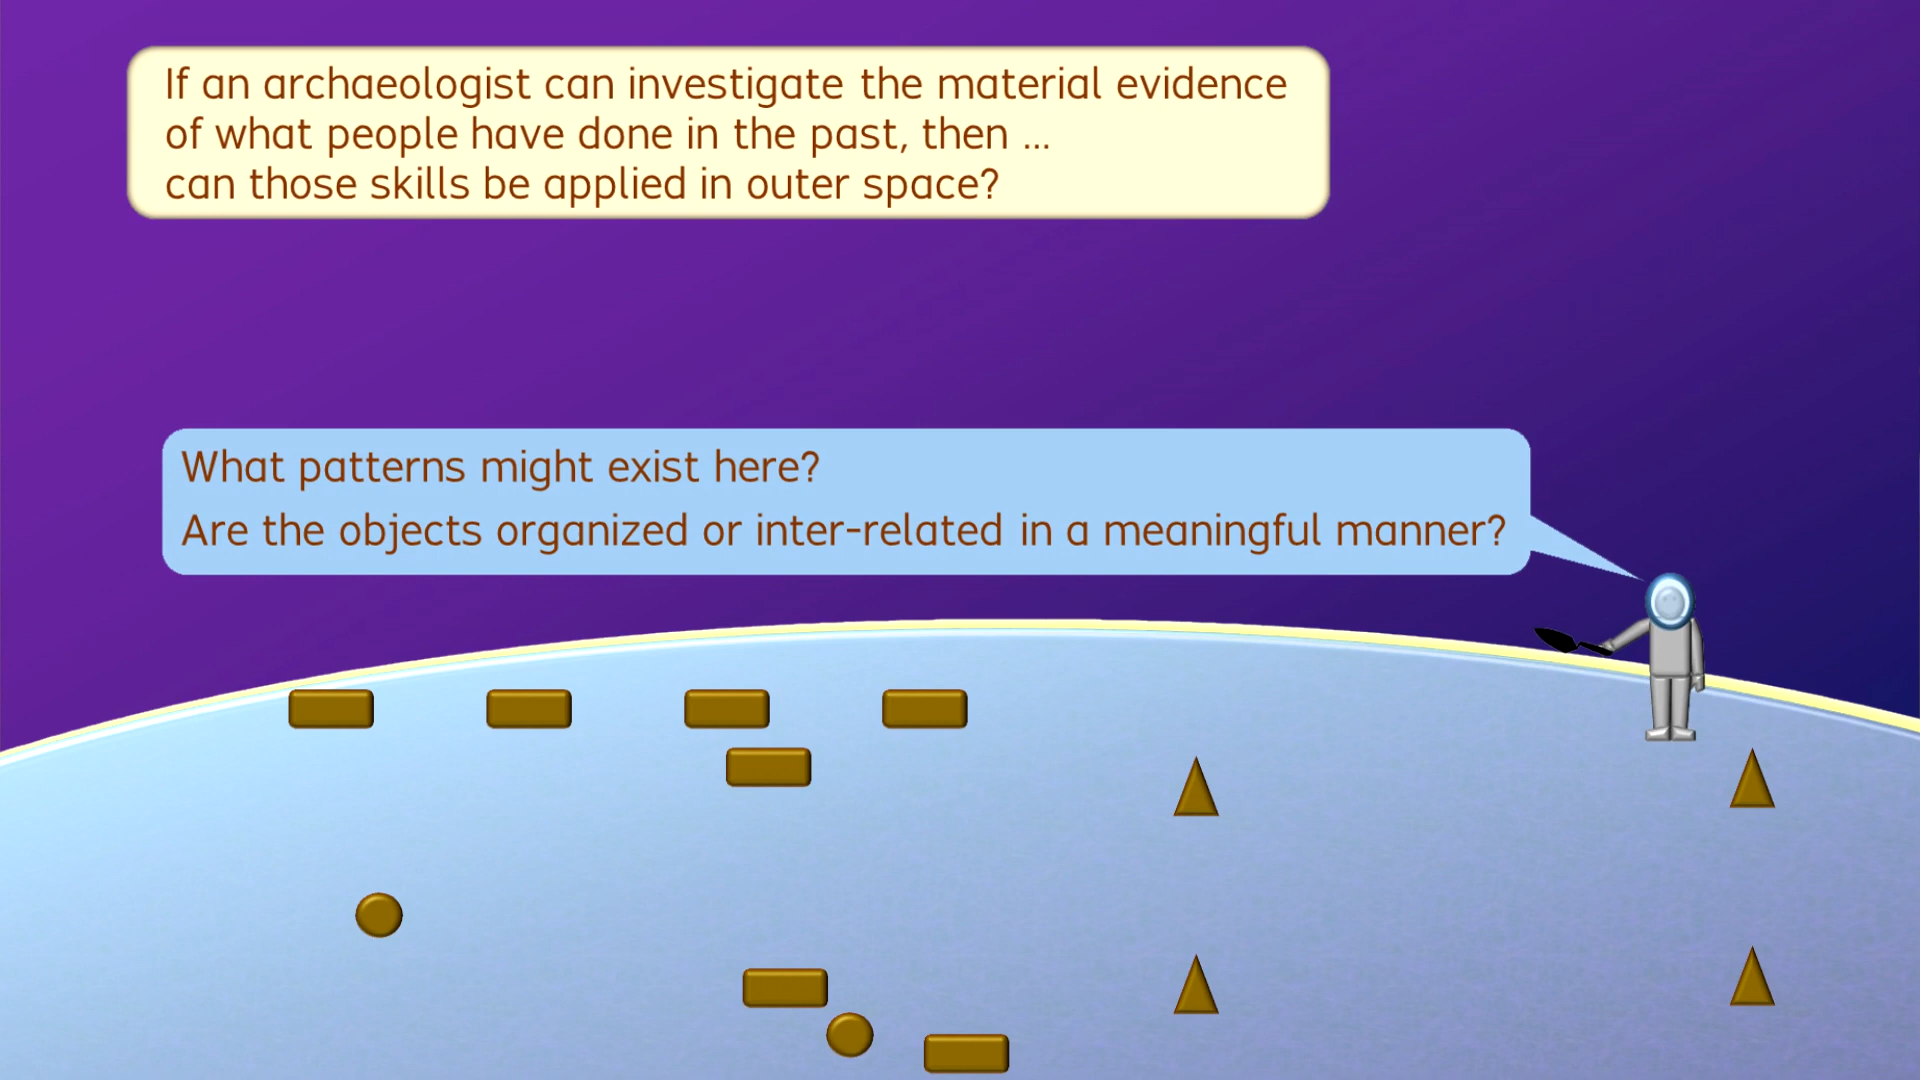 If an archaeologist can investigate the material evidence
of what people have done in the past, then ...
can those skills be applied in outer space?
What patterns might exist here?
Are the objects organized or inter-related in a meaningful manner?